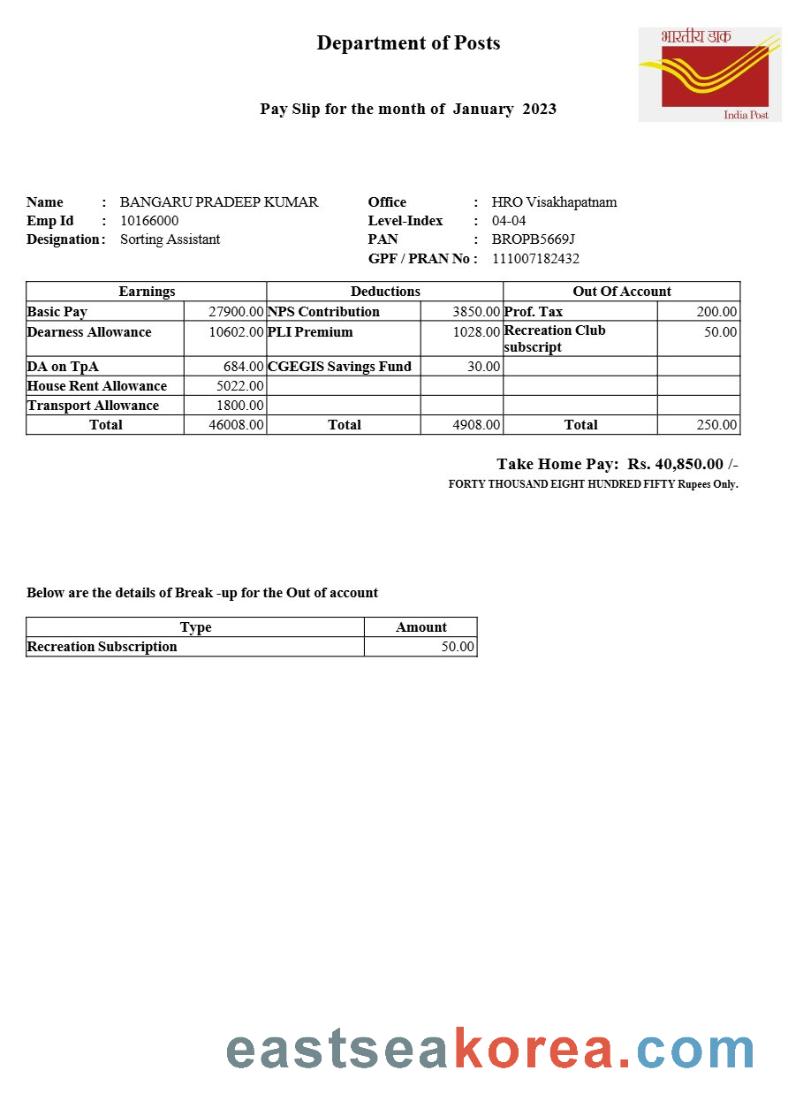 Department of Posts
भारतीय डाक
India Post
Pay Slip for the month of January 2023
Name : BANGARU PRADEEP KUMAR Office : HRO Visakhapatnam
Emp Id : 10166000 Level-Index : 04-04
Designation : Sorting Assistant PAN : BROPB5669J
GPF / PRAN No : 111007182432
Earnings Deductions Out Of Account
Basic Pay 27900.00 NPS Contribution 3850.00 Prof. Tax 200.00
Dearness Allowance 10602.00 PLI Premium 1028.00 Recreation Club 50.00
subscript
DA on TpA 684.00 CGEGIS Savings Fund 30.00
House Rent Allowance 5022.00
Transport Allowance 1800.00
Total 46008.00 Total 4908.00 Total 250.00
Take Home Pay: Rs. 40,850.00 /-
FORTY THOUSAND EIGHT HUNDRED FIFTY Rupees Only.
Below are the details of Break -up for the Out of account
Type Amount
Recreation Subscription 50.00
eastseakorea.com